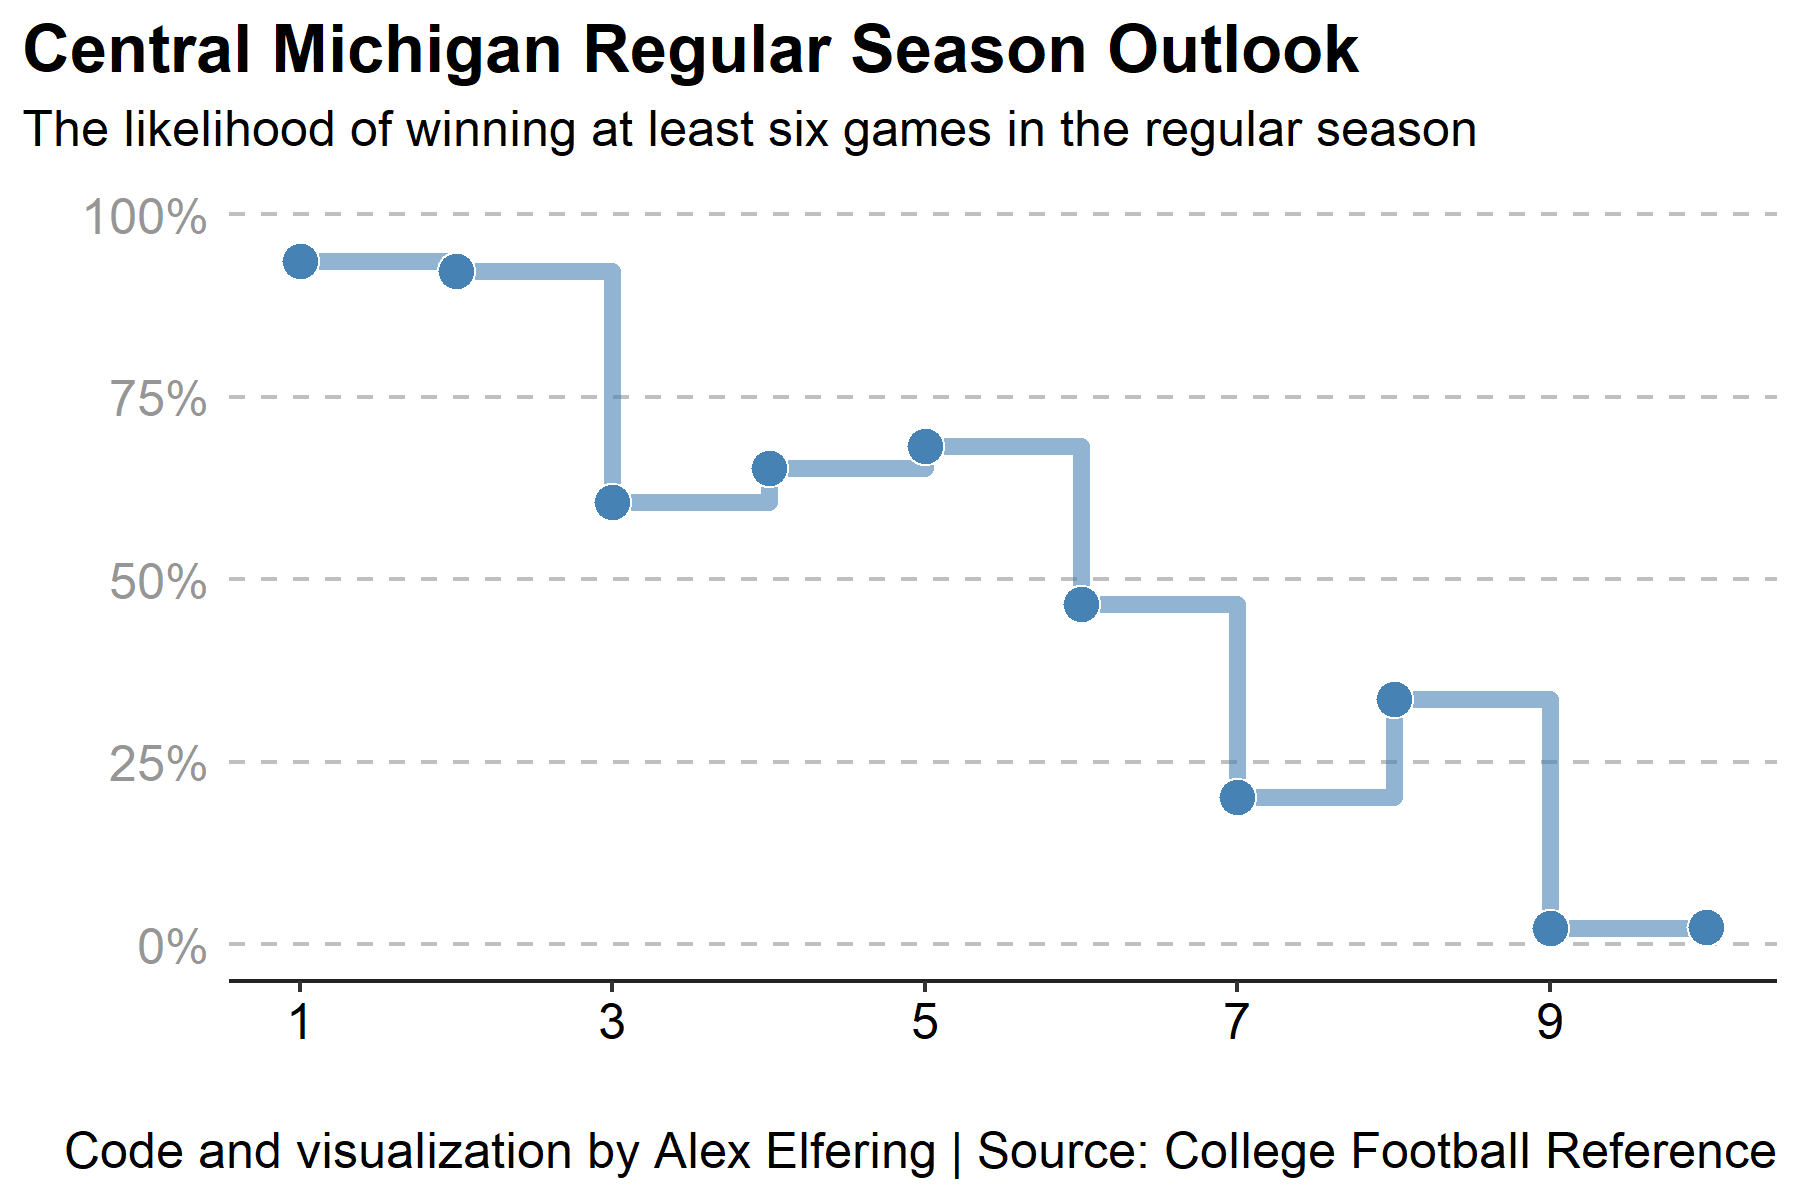 Central Michigan Regular Season Outlook
The likelihood of winning at least six games in the regular season
100%
75%
50%
25%
0%
1 3 5 7 9
Code and visualization by Alex Elfering | Source: College Football Reference